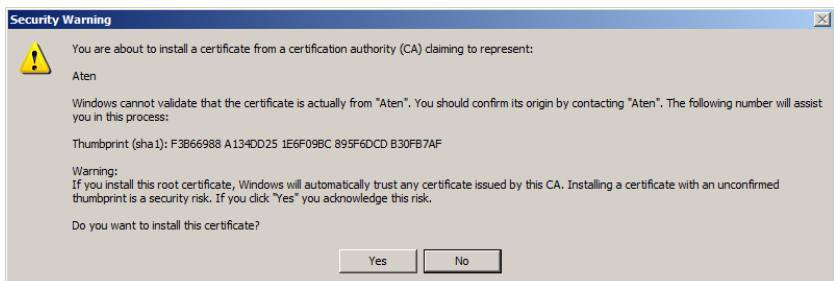 Security Warning
You are about to install a certificate from a certification authority (CA) claiming to represent:
Aten
Windows cannot validate that the certificate is actually from "Aten". You should confirm its origin by contacting "Aten". The following number will assist
you in this process:
Thumbprint (sha1): F3B66988 A134DD25 1E6F09BC 895F6DCD B30FB7AF
Warning:
If you install this root certificate, Windows will automatically trust any certificate issued by this CA. Installing a certificate with an unconfirmed
thumbprint is a security risk. If you click "Yes" you acknowledge this risk.
Do you want to install this certificate?
Yes No